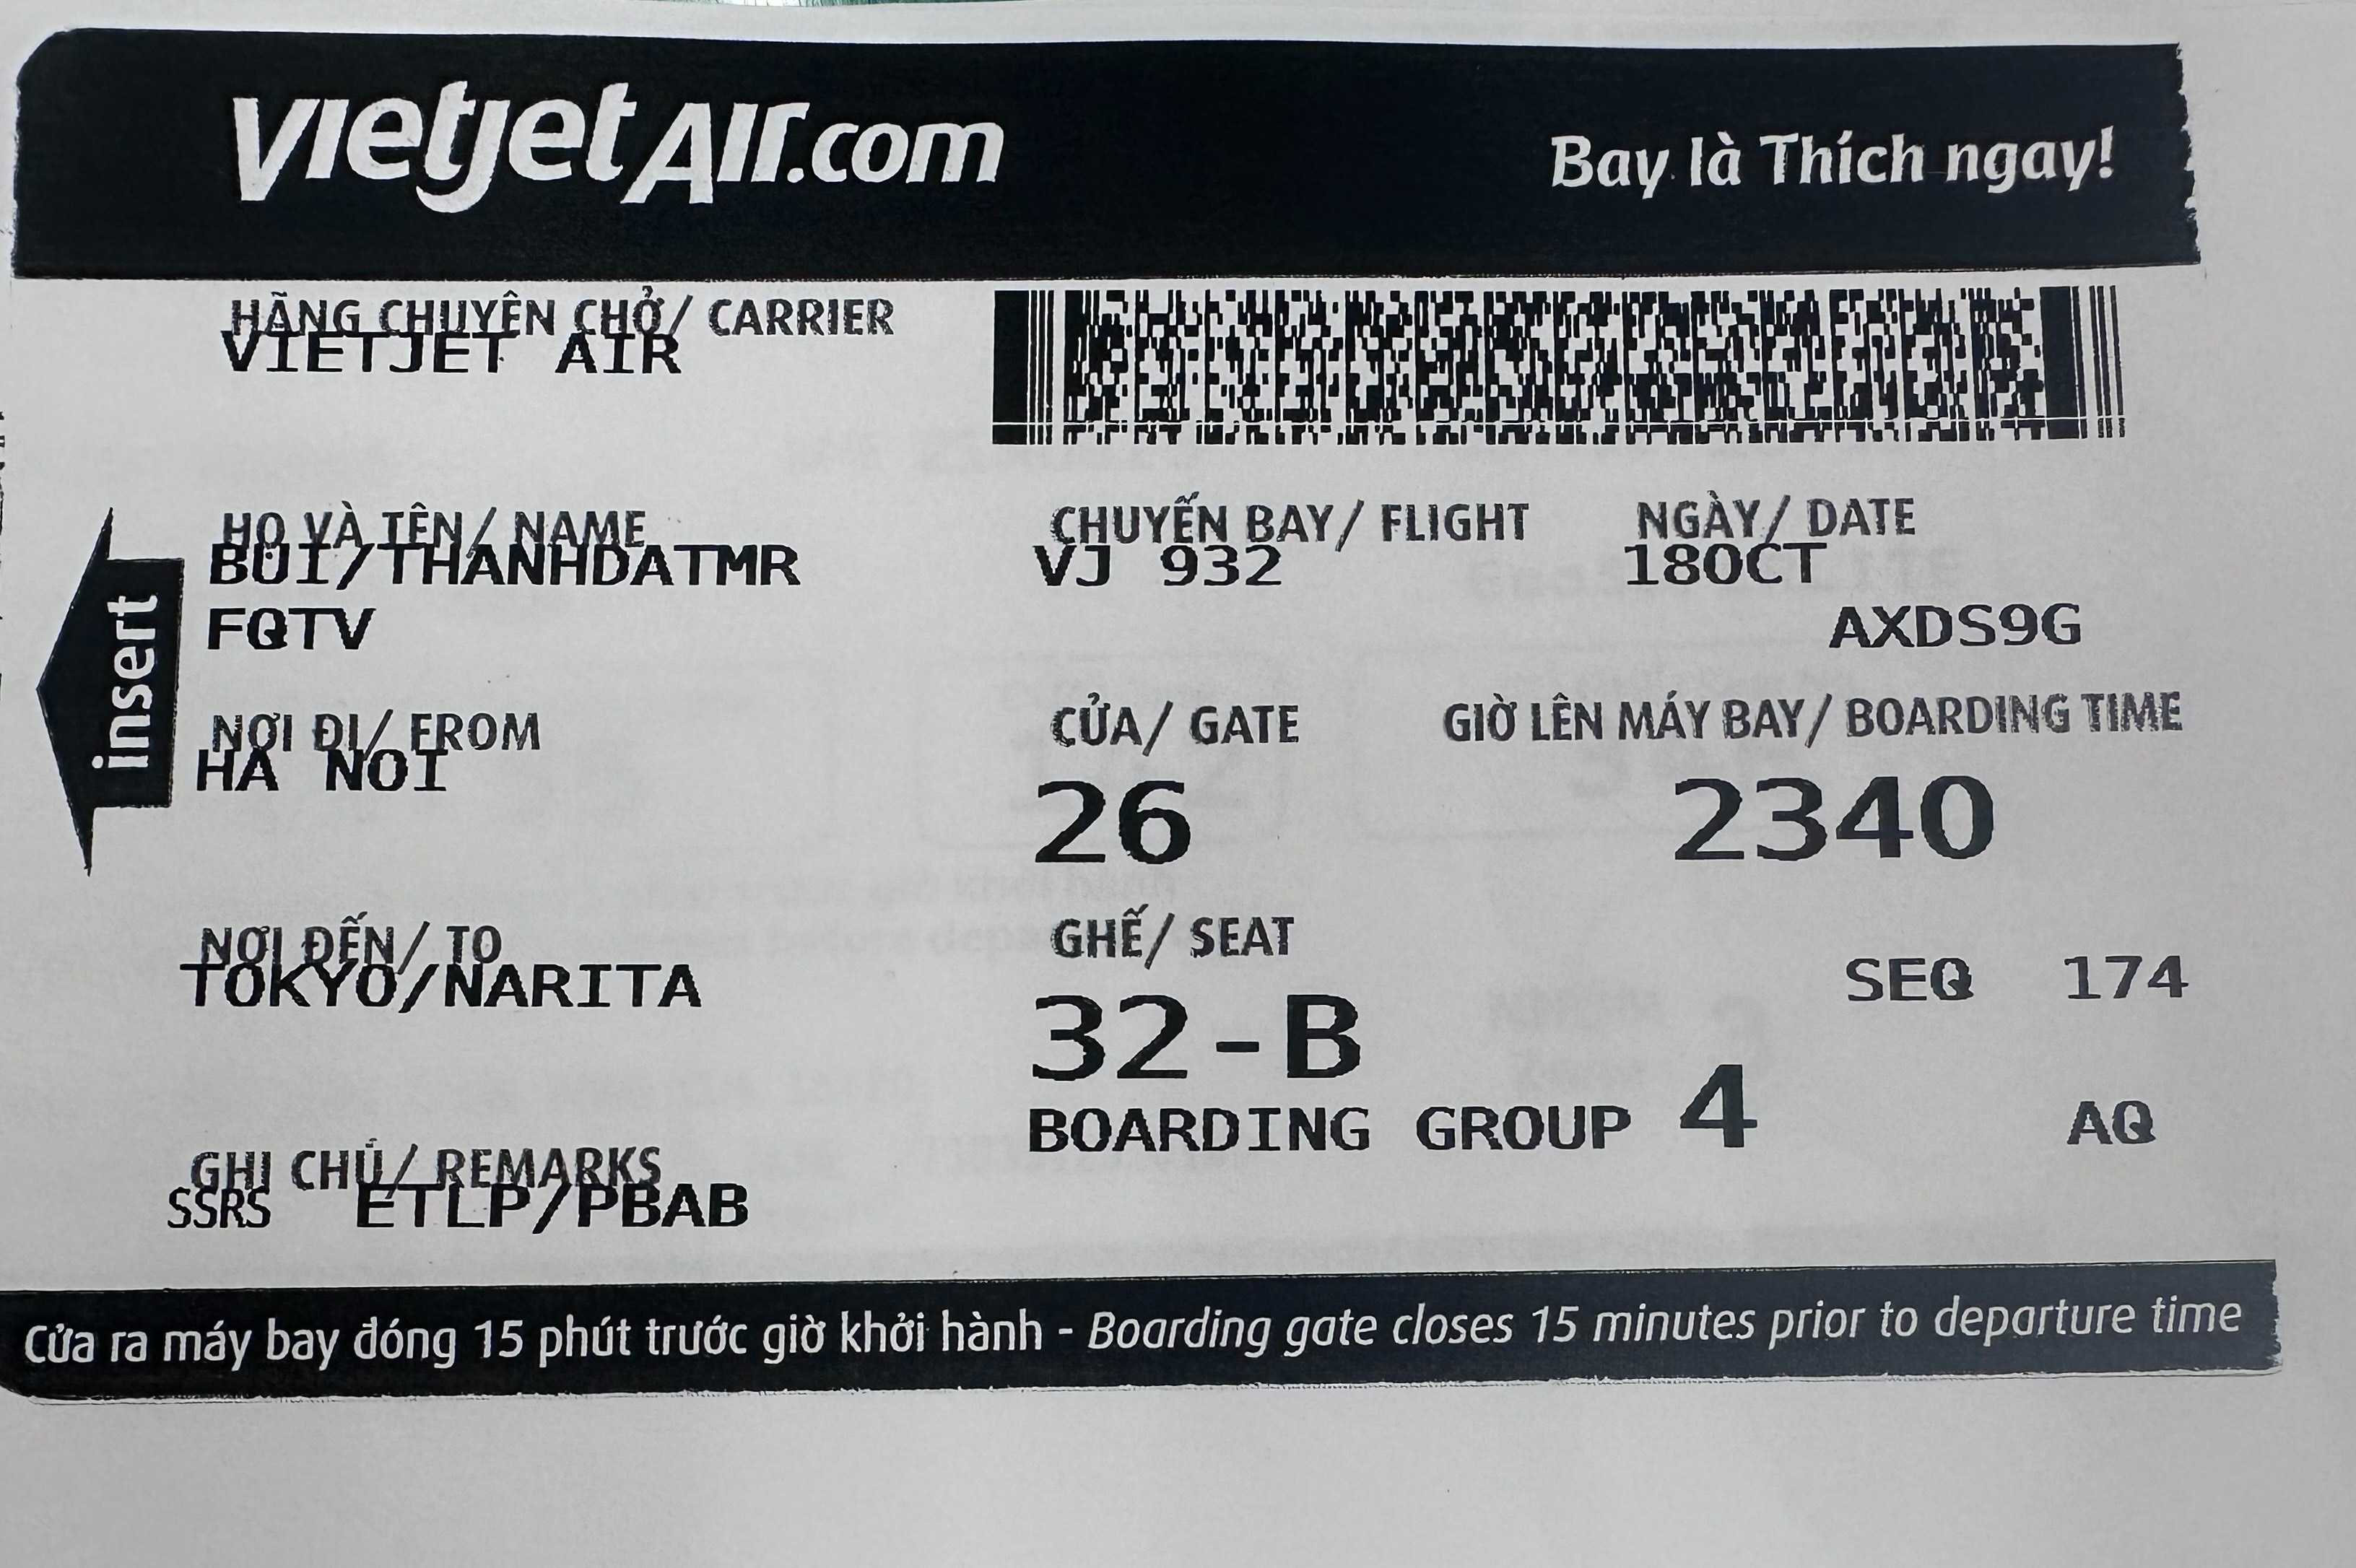 vietjetAir.com
Bay là Thích ngay!
HÃNG CHUYÊN CHỞ/ CARRIER
VIETJET AIR
HỌ VÀ TÊN/ NAME
BUI/THANHDATMR
CHUYẾN BAY/ FLIGHT
VJ 932
NGÀY/ DATE
18OCT
FQTV
AXDS9G
insert
NƠI ĐI/ FROM
HA NOI
CỬA/ GATE
26
GIỜ LÊN MÁY BAY/ BOARDING TIME
2340
NƠI ĐẾN/ TO
TOKYO/NARITA
GHẾ/ SEAT
32-B
SEQ 174
BOARDING GROUP 4
AQ
GHI CHÚ/ REMARKS
SSRS ETLP/PBAB
Cửa ra máy bay đóng 15 phút trước giờ khởi hành - Boarding gate closes 15 minutes prior to departure time